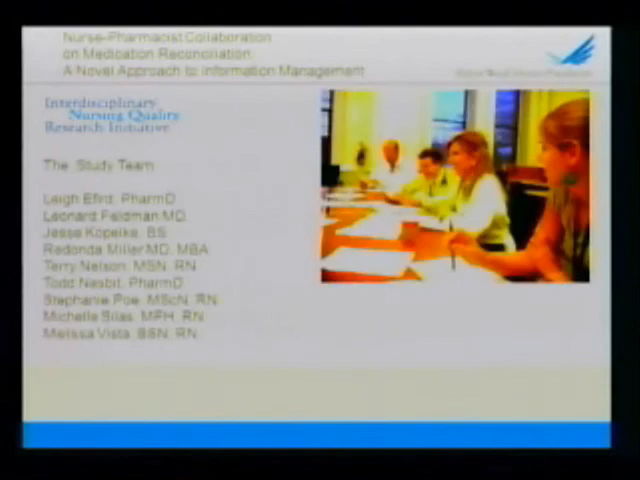 Nurse-Pharmacist Collaboration
on Medication Reconciliation:
A Novel Approach to Information Management
Interdisciplinary
Nursing Quality
Research Initiative
The Study Team
Leigh Efird, PharmD
Leonard Feldman MD
Jesse Kopelke, BS
Redonda Miller MD, MBA
Terry Nelson, MSN, RN
Todd Nesbit, PharmD
Stephanie Poe, MScN, RN
Michelle Silas, MPH, RN
Melissa Vista, BSN, RN